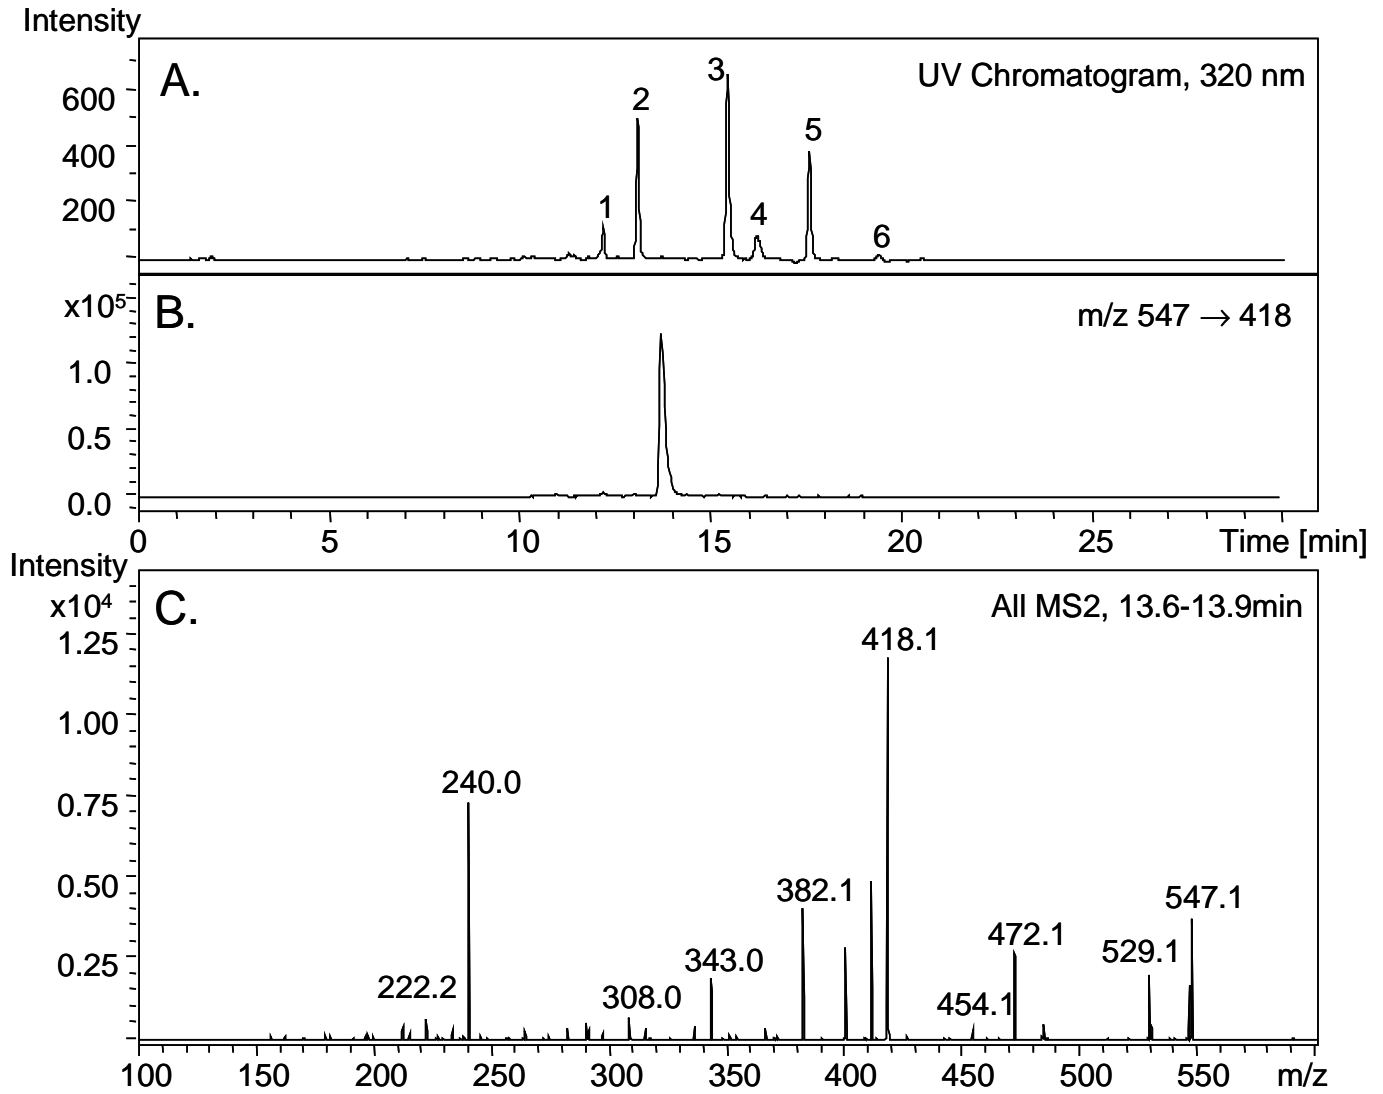 Intensity
A.
UV Chromatogram, 320 nm
600
400
200
1
2
3
4
5
6
x10⁵
B.
m/z 547 → 418
1.0
0.5
0.0
0 5 10 15 20 25 Time [min]
Intensity
x10⁴
C.
All MS2, 13.6-13.9min
1.25
1.00
0.75
0.50
0.25
222.2
240.0
308.0
343.0
382.1
418.1
454.1
472.1
529.1
547.1
100 150 200 250 300 350 400 450 500 550 m/z